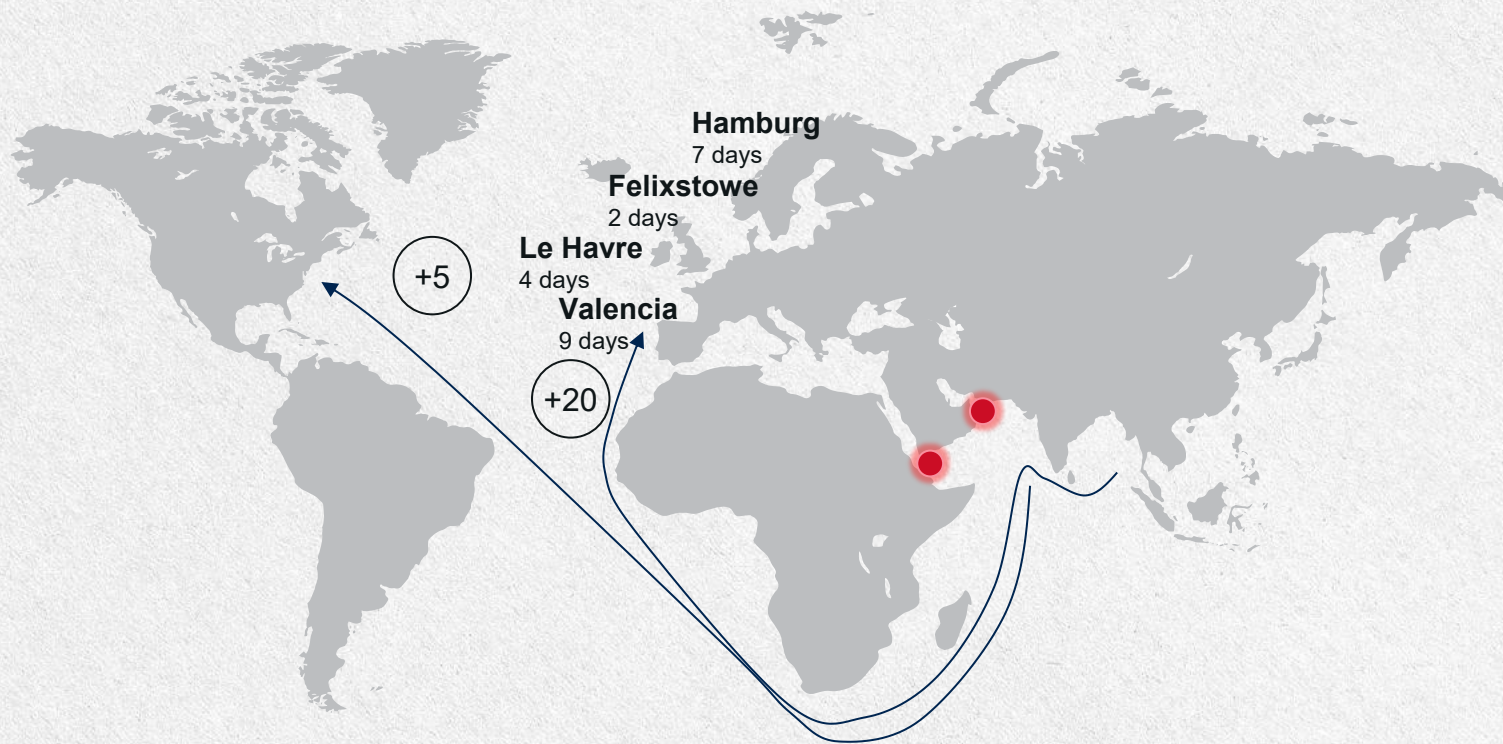 Hamburg
7 days
Felixstowe
2 days
Le Havre
4 days
+5
Valencia
9 days
+20